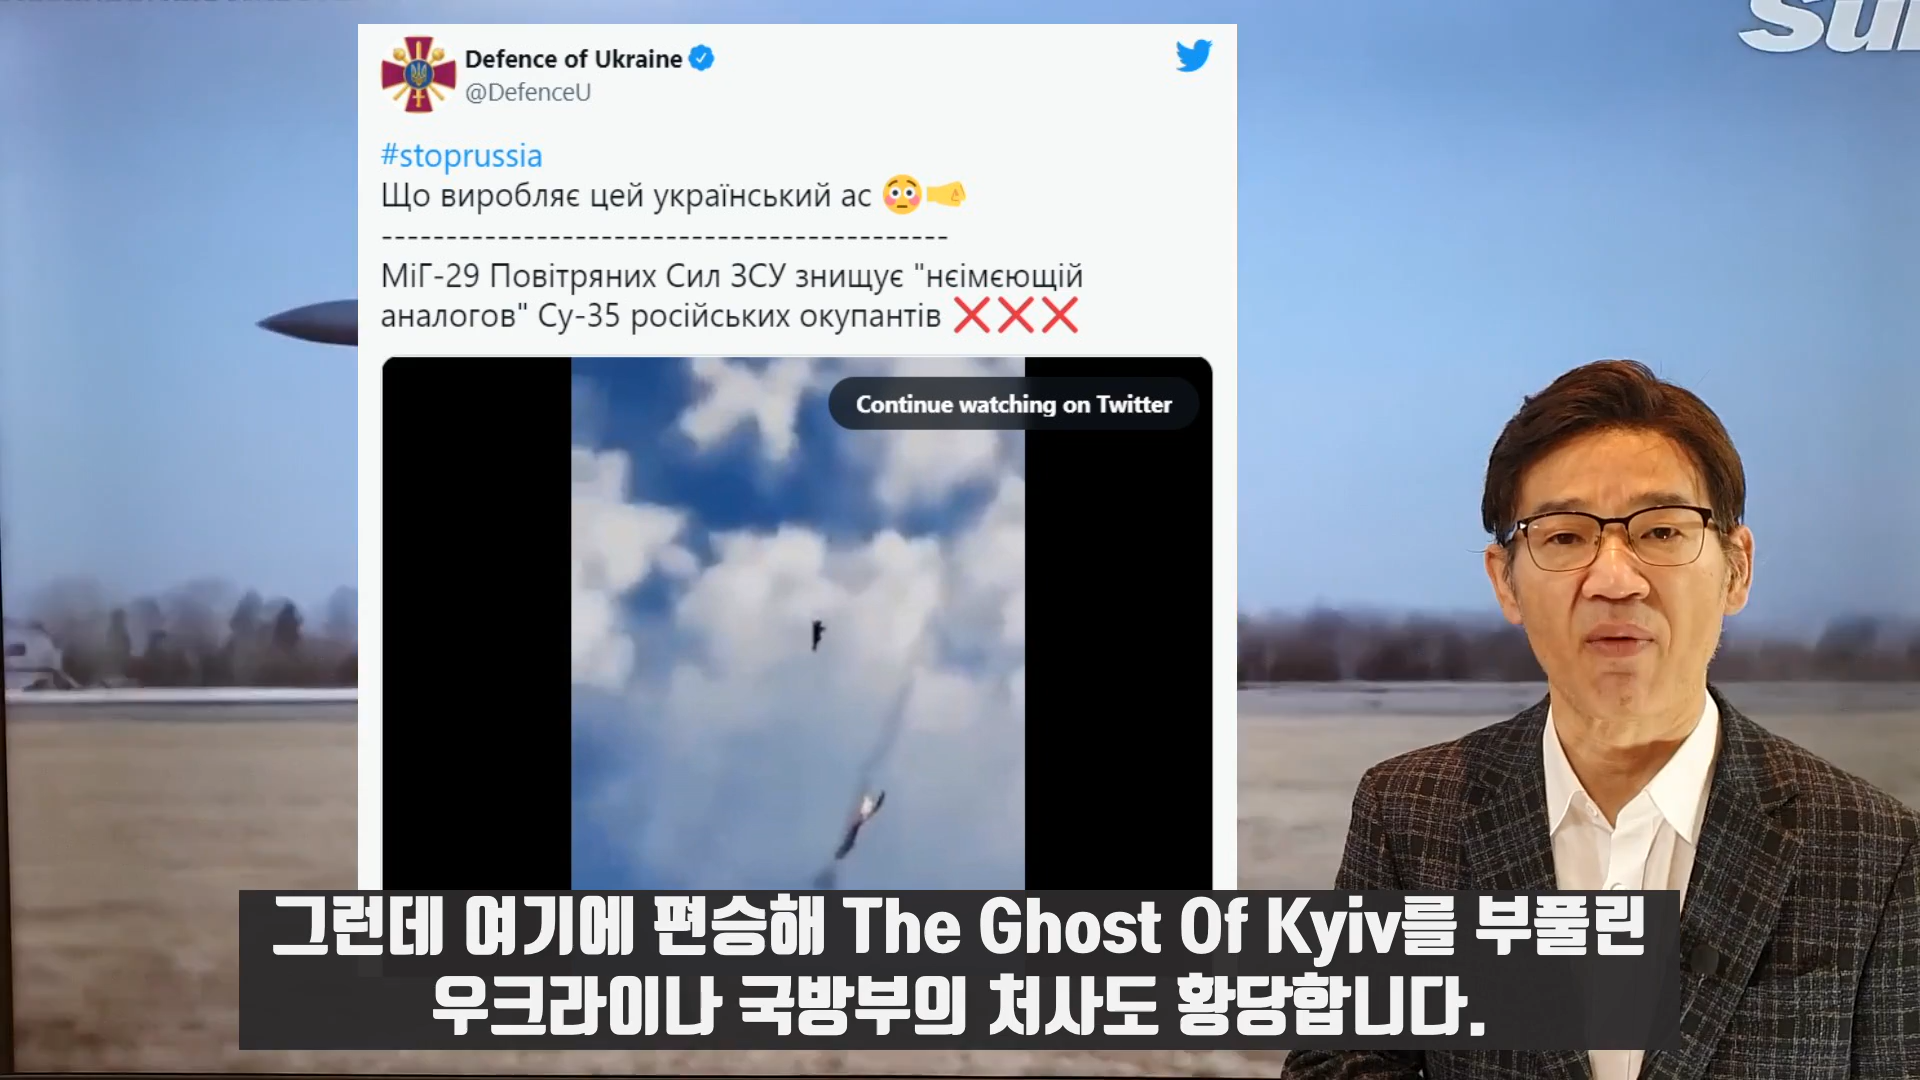 Sun
Defence of Ukraine
@DefenceU
#stoprussia
Що виробляє цей український ас
-------------------------------------------
МіГ-29 Повітряних Сил ЗСУ знищує "нєімєющій
аналогов" Су-35 російських окупантів
Continue watching on Twitter
그런데 여기에 편승해 The Ghost Of Kyiv를 부풀린
우크라이나 국방부의 처사도 황당합니다.